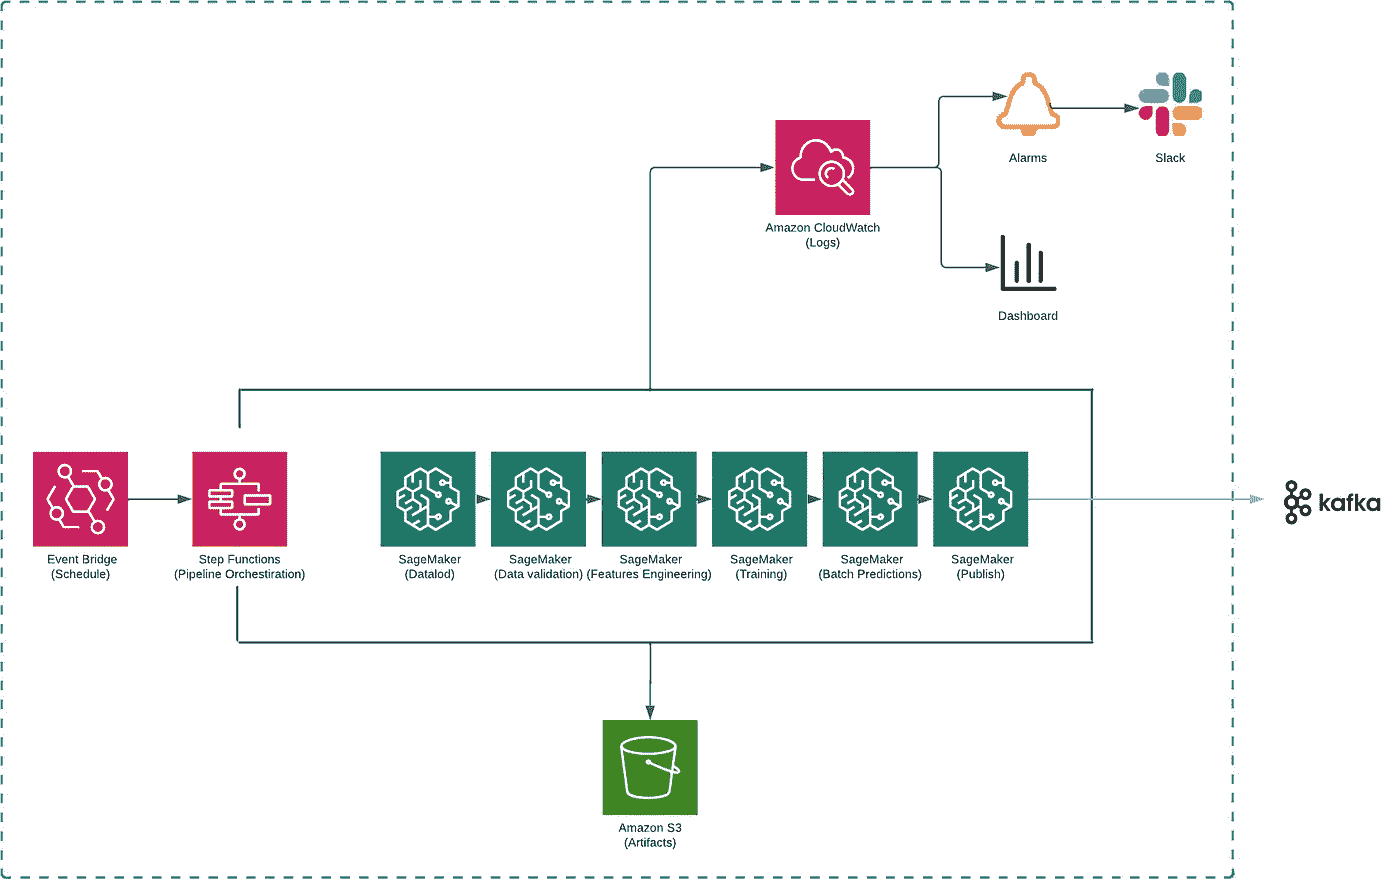 Alarms
Slack
Amazon CloudWatch
(Logs)
Dashboard
kafka
Event Bridge
(Schedule)
Step Functions
(Pipeline Orchestiration)
SageMaker
(Datalod)
SageMaker
(Data validation)
SageMaker
(Features Engineering)
SageMaker
(Training)
SageMaker
(Batch Predictions)
SageMaker
(Publish)
Amazon S3
(Artifacts)